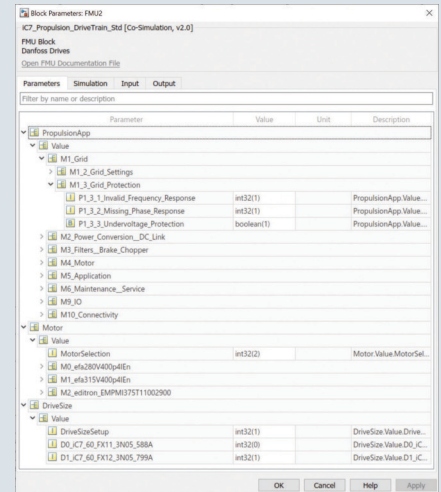 Block Parameters: FMU2
iC7_Propulsion_DriveTrain_Std [Co-Simulation, v2.0]
FMU Block
Danfoss Drives
Open FMU Documentation File
Parameters Simulation Input Output
Filter by name or description
Parameter Value Unit Description
PropulsionApp
Value
M1_Grid
M1_2_Grid_Settings
M1_3_Grid_Protection
P1_3_1_Invalid_Frequency_Response int32(1) PropulsionApp.Value...
P1_3_2_Missing_Phase_Response int32(1) PropulsionApp.Value...
P1_3_3_Undervoltage_Protection boolean(1) PropulsionApp.Value...
M2_Power_Conversion__DC_Link
M3_Filters__Brake_Chopper
M4_Motor
M5_Application
M6_Maintenance__Service
M9_IO
M10_Connectivity
Motor
Value
MotorSelection int32(2) Motor.Value.MotorSel...
M0_efa280V400p4IEn
M1_efa315V400p4IEn
M2_editron_EMPMI375T11002900
DriveSize
Value
DriveSizeSetup int32(1) DriveSize.Value.Drive...
D0_iC7_60_FX11_3N05_588A int32(0) DriveSize.Value.D0_iC...
D1_iC7_60_FX12_3N05_799A int32(1) DriveSize.Value.D1_iC...
OK Cancel Help Apply